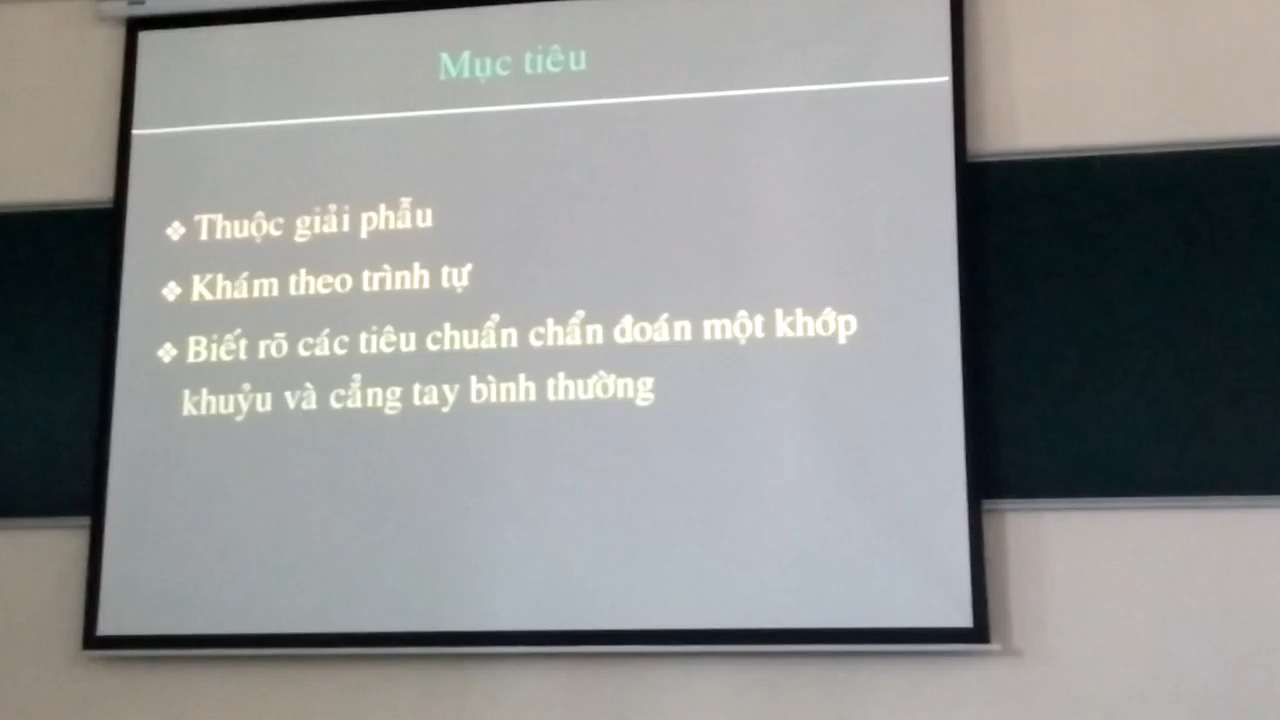 Mục tiêu
❖ Thuộc giải phẫu
❖ Khám theo trình tự
❖ Biết rõ các tiêu chuẩn chẩn đoán một khớp
khuỷu và cẳng tay bình thường